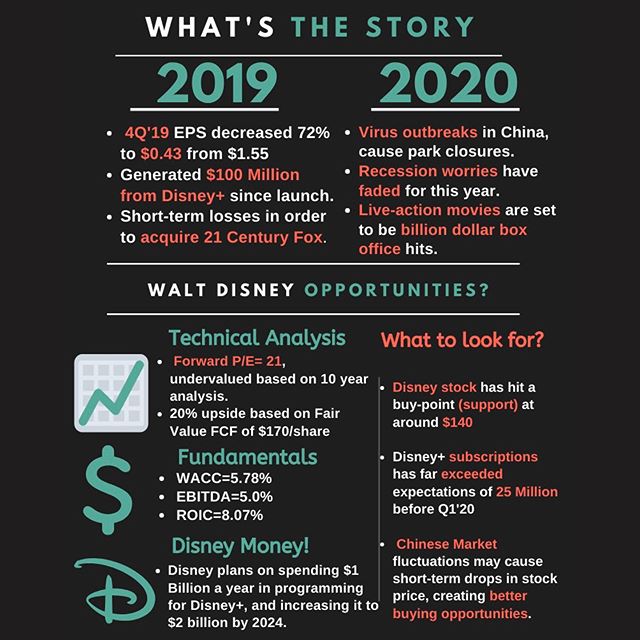 WHAT'S THE STORY
2019
• 4Q'19 EPS decreased 72%
to $0.43 from $1.55
• Generated $100 Million
from Disney+ since launch.
• Short-term losses in order
to acquire 21 Century Fox.
2020
• Virus outbreaks in China,
cause park closures.
• Recession worries have
faded for this year.
• Live-action movies are set
to be billion dollar box
office hits.
WALT DISNEY OPPORTUNITIES?
Technical Analysis
• Forward P/E= 21,
undervalued based on 10 year
analysis.
• 20% upside based on Fair
Value FCF of $170/share
Fundamentals
• WACC=5.78%
• EBITDA=5.0%
• ROIC=8.07%
Disney Money!
• Disney plans on spending $1
Billion a year in programming
for Disney+, and increasing it to
$2 billion by 2024.
What to look for?
• Disney stock has hit a
buy-point (support) at
around $140
• Disney+ subscriptions
has far exceeded
expectations of 25 Million
before Q1'20
• Chinese Market
fluctuations may cause
short-term drops in stock
price, creating better
buying opportunities.